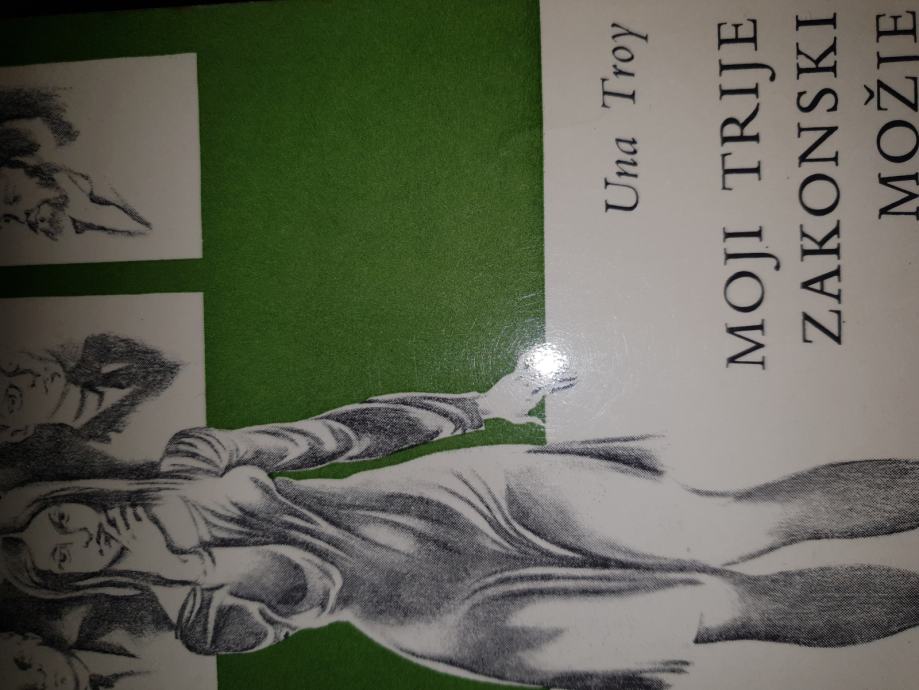 Una Troy
MOJI TRIJE
ZAKONSKI
MOŽJE